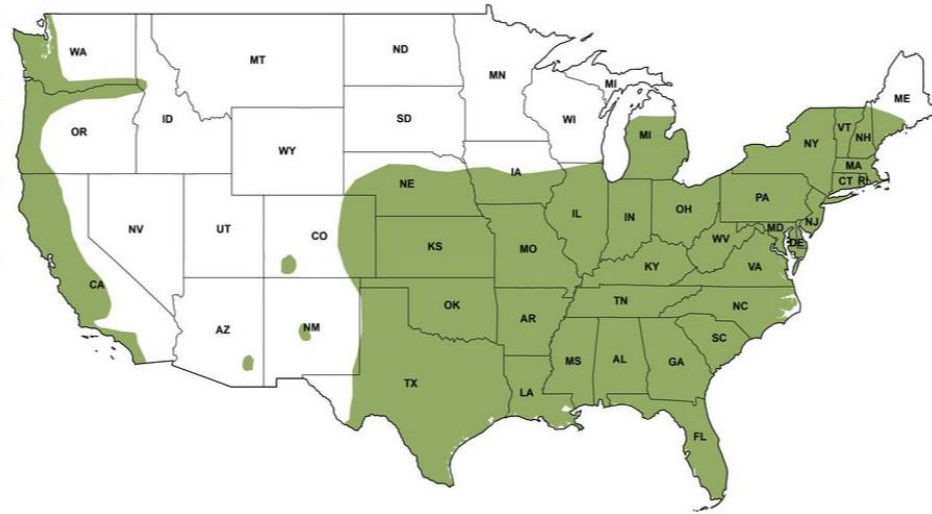 WA
MT
ND
MN
MI
ME
OR
ID
SD
WI
MI
VT
NH
NY
WY
MA
IA
CT RI
NE
PA
NV
UT
CO
IL
IN
OH
NJ
MD
DE
KS
MO
WV
VA
KY
CA
AZ
NM
OK
TN
NC
AR
SC
MS
AL
GA
TX
LA
FL